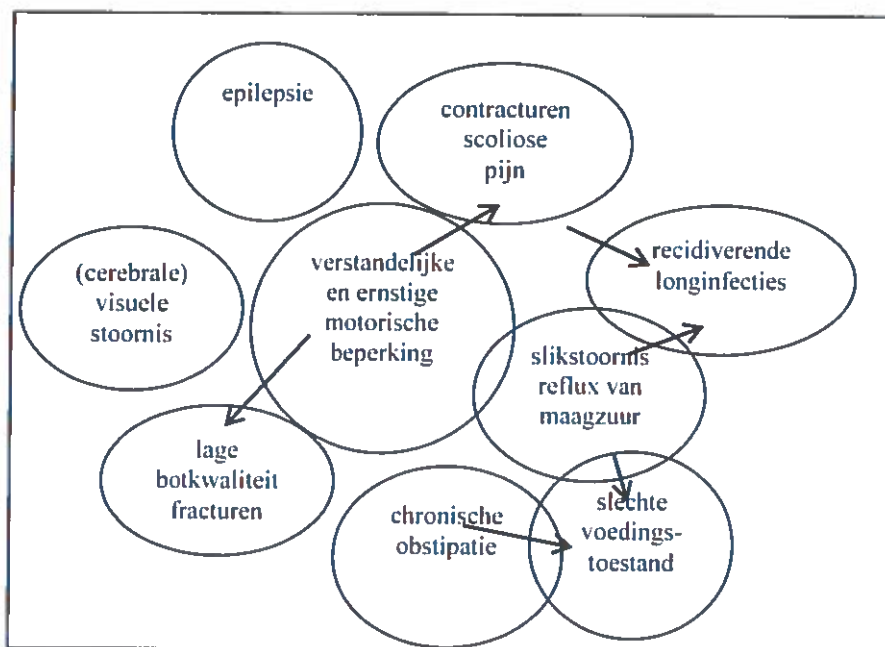 epilepsie
contracturen
scoliose
pijn
(cerebrale)
visuele
stoornis
verstandelijke
en ernstige
motorische
beperking
recidiverende
longinfecties
slikstoornis
reflux van
maagzuur
lage
botkwaliteit
fracturen
chronische
obstipatie
slechte
voedings-
toestand